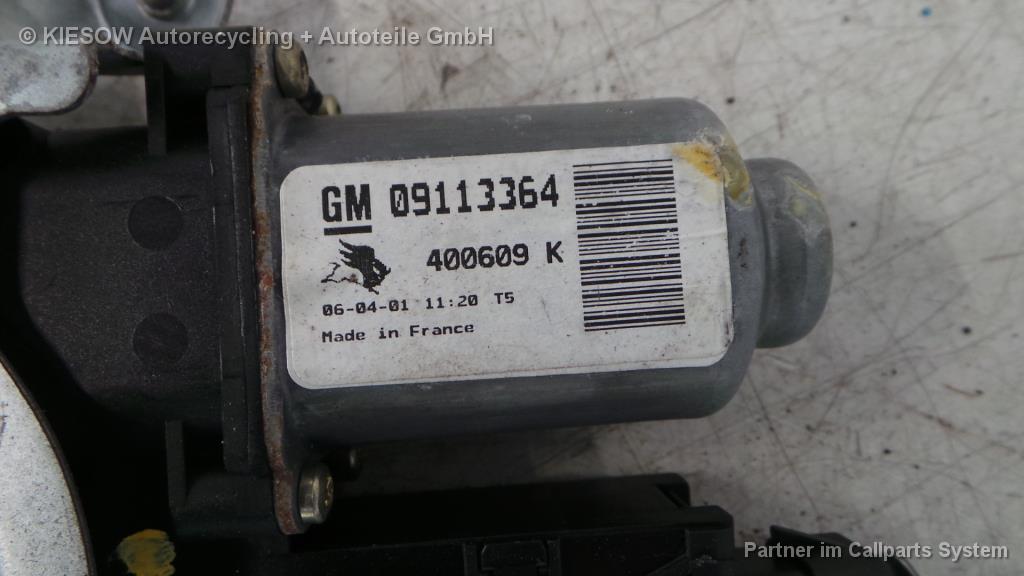 © KIESOW Autorecycling + Autoteile GmbH
GM 09113364
400609 K
06-04-01 11:20 T5
Made in France
Partner im Callparts System